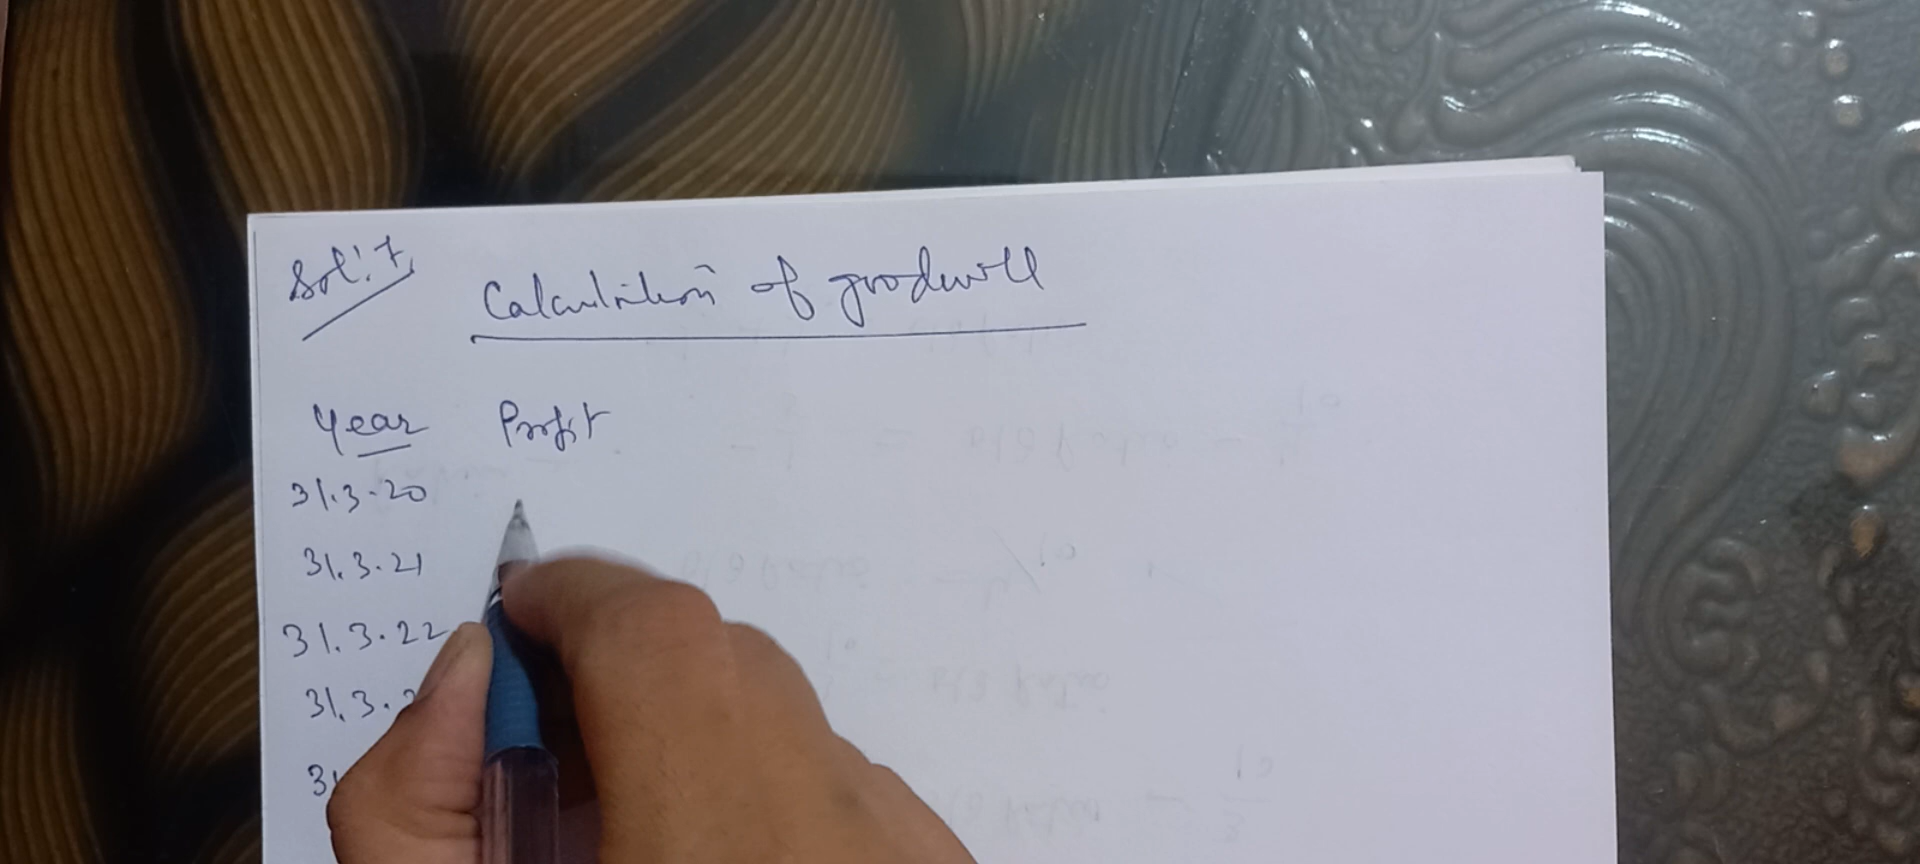 Sol: 7,
Calculation of goodwill
Year Profit
31.3.20
31.3.21
31.3.22
31.3.2
3